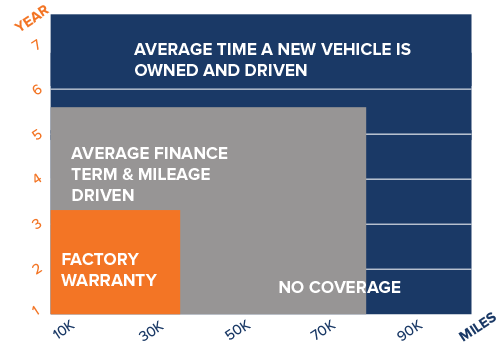 YEAR
7
AVERAGE TIME A NEW VEHICLE IS
OWNED AND DRIVEN
6
5
AVERAGE FINANCE
TERM & MILEAGE
DRIVEN
4
3
FACTORY
WARRANTY
2
NO COVERAGE
1
10K 30K 50K 70K 90K MILES